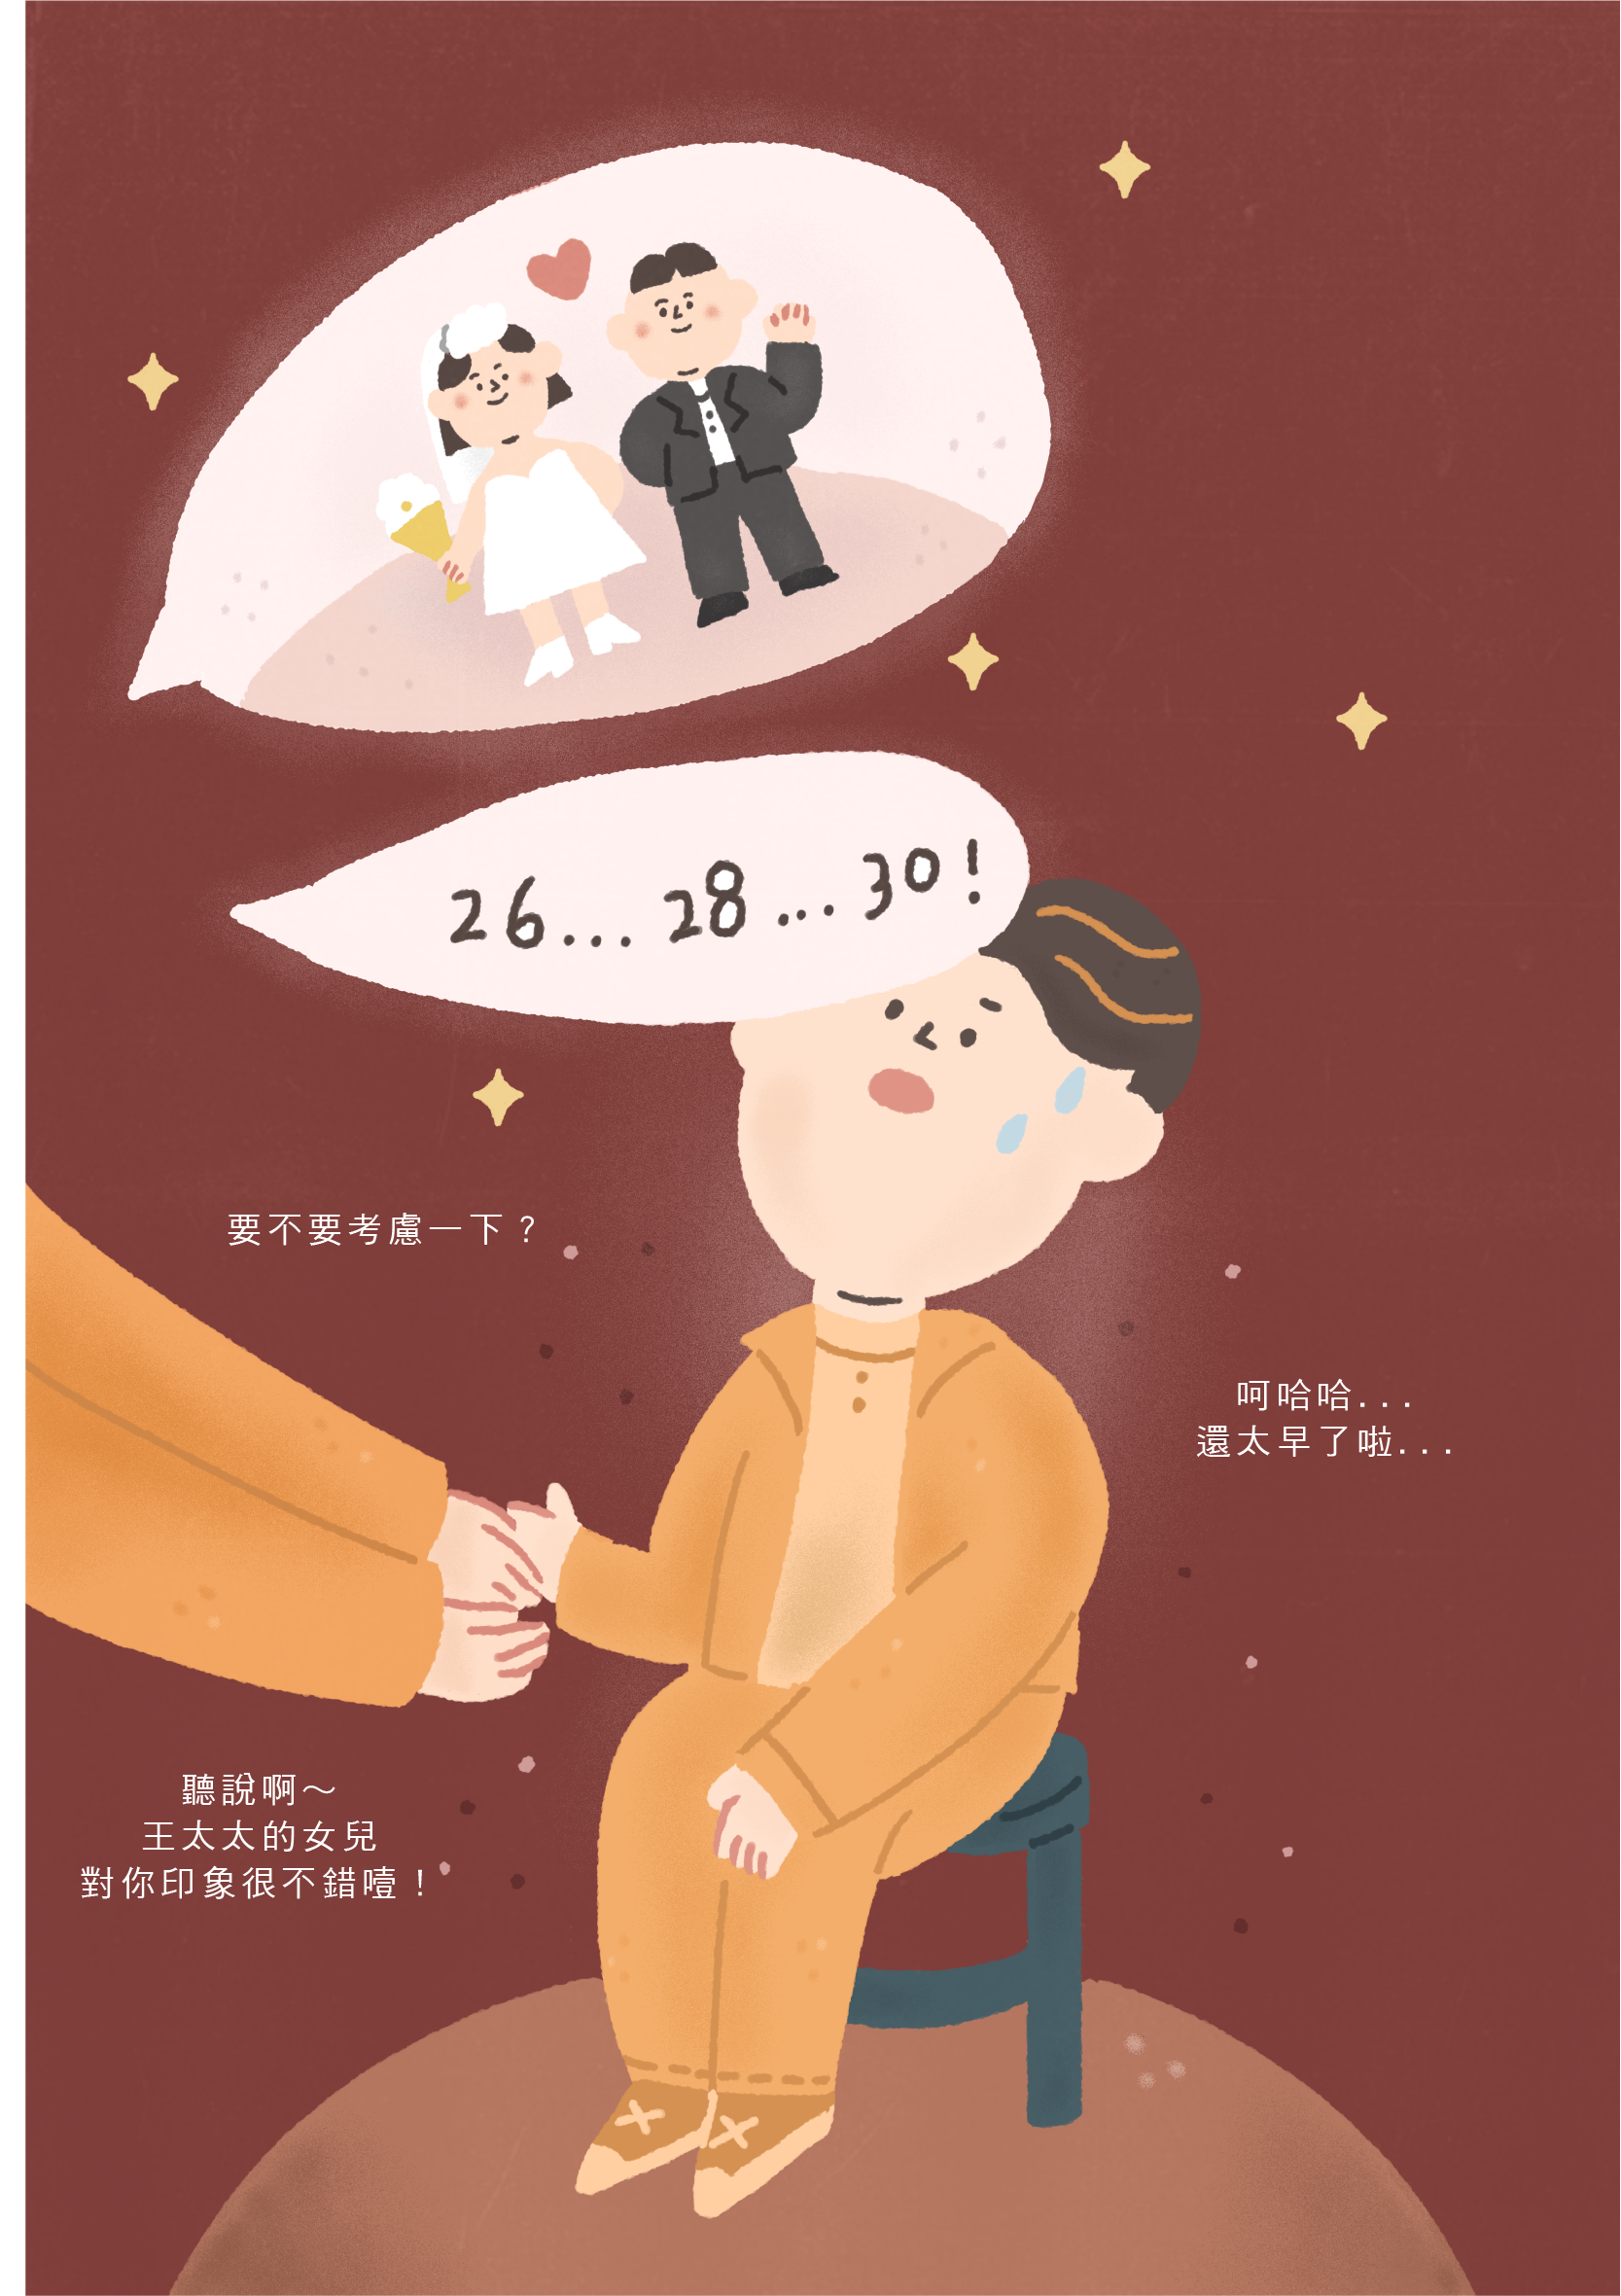 26... 28 ... 30!
要不要考慮一下？
呵哈哈...
還太早了啦...
聽說啊～
王太太的女兒
對你印象很不錯噎！